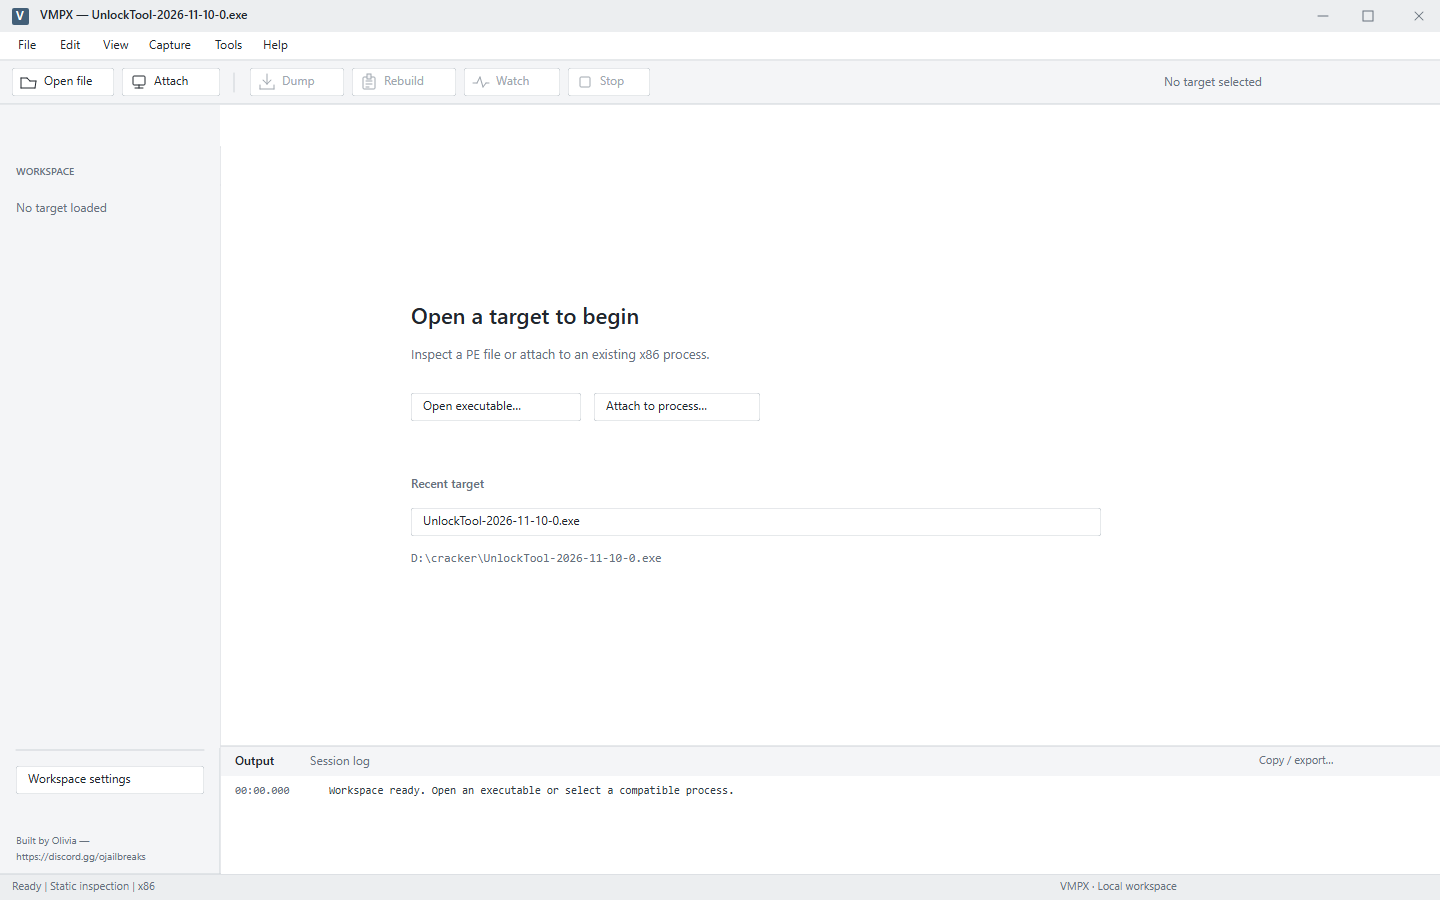 V VMPX — UnlockTool-2026-11-10-0.exe
File Edit View Capture Tools Help
Open file Attach Dump Rebuild Watch Stop No target selected
WORKSPACE
No target loaded
Open a target to begin
Inspect a PE file or attach to an existing x86 process.
Open executable... Attach to process...
Recent target
UnlockTool-2026-11-10-0.exe
D:\cracker\UnlockTool-2026-11-10-0.exe
Output Session log Copy / export...
00:00.000 Workspace ready. Open an executable or select a compatible process.
Workspace settings
Built by Olivia —
https://discord.gg/ojailbreaks
Ready | Static inspection | x86 VMPX · Local workspace